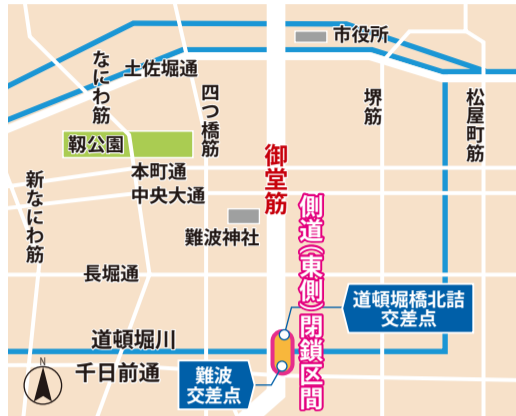 市役所
土佐堀通
なにわ筋
四つ橋筋
堺筋
松屋町筋
靱公園
御堂筋
本町通
中央大通
新なにわ筋
難波神社
側道(東側)閉鎖区間
長堀通
道頓堀橋北詰
交差点
道頓堀川
千日前通
難波
交差点
N